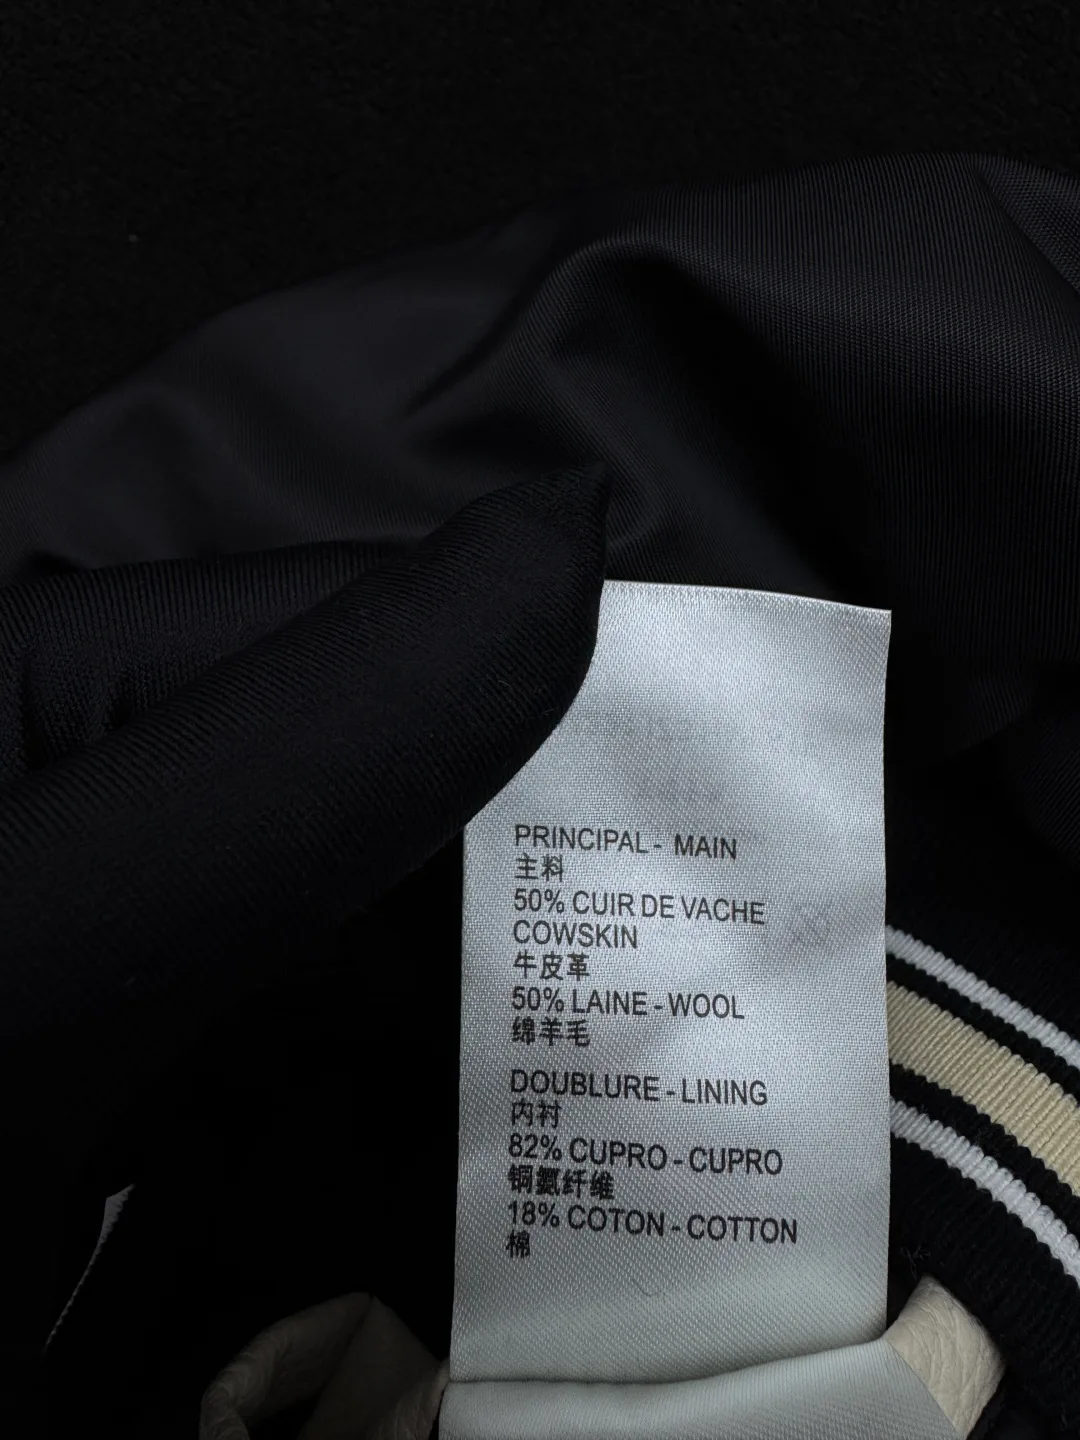 PRINCIPAL - MAIN
主料
50% CUIR DE VACHE
COWSKIN
牛皮革
50% LAINE - WOOL
绵羊毛
DOUBLURE - LINING
内衬
82% CUPRO - CUPRO
铜氨纤维
18% COTON - COTTON
棉